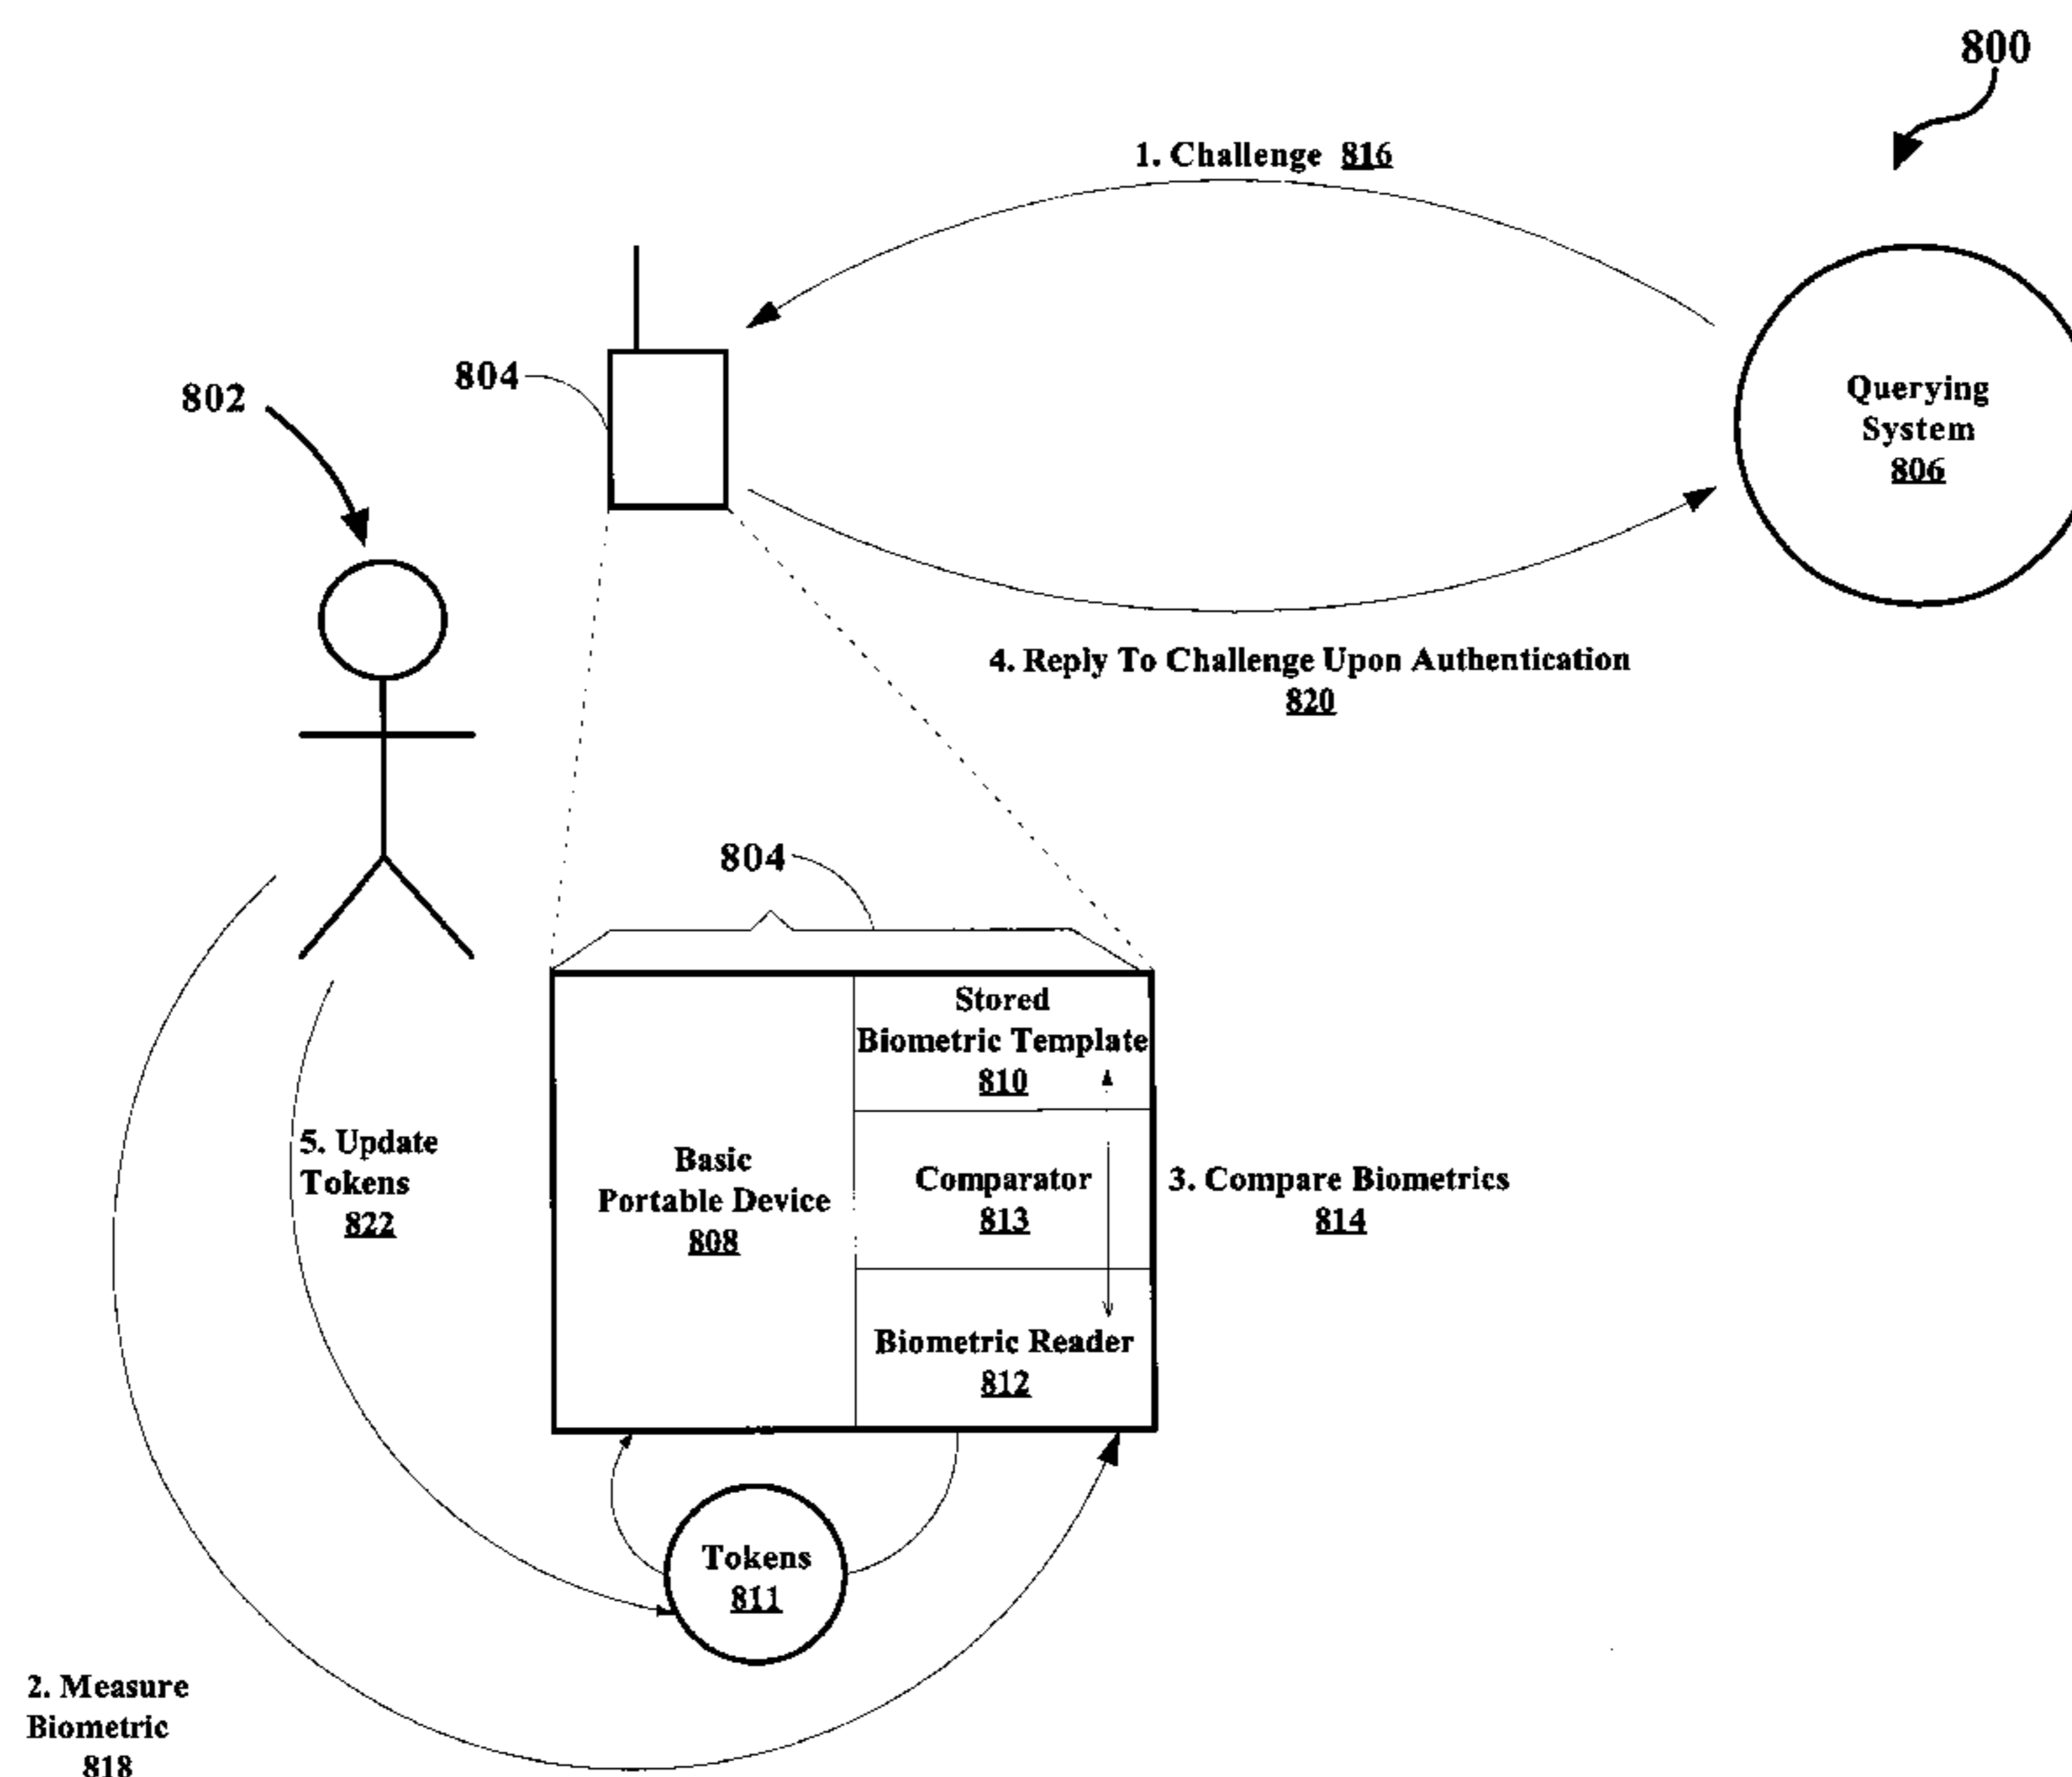 800
1. Challenge 816
804
802
Querying
System
806
4. Reply To Challenge Upon Authentication
820
804
Stored
Biometric Template
810
5. Update
Tokens
822
Basic
Portable Device
808
Comparator
813
3. Compare Biometrics
814
Biometric Reader
812
Tokens
811
2. Measure
Biometric
818